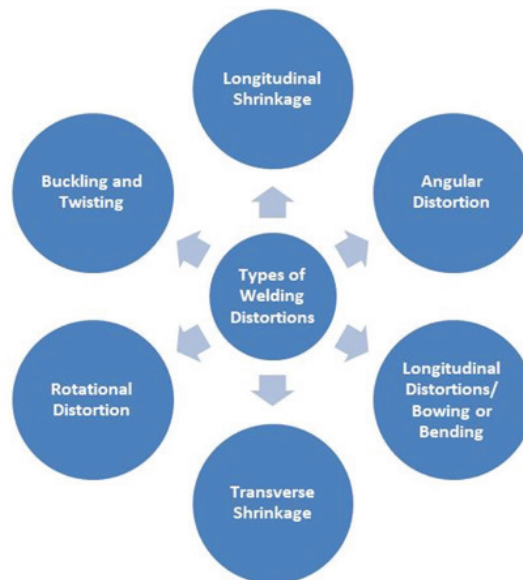 Longitudinal
Shrinkage
Buckling and
Twisting
Angular
Distortion
Types of
Welding
Distortions
Rotational
Distortion
Longitudinal
Distortions/
Bowing or
Bending
Transverse
Shrinkage